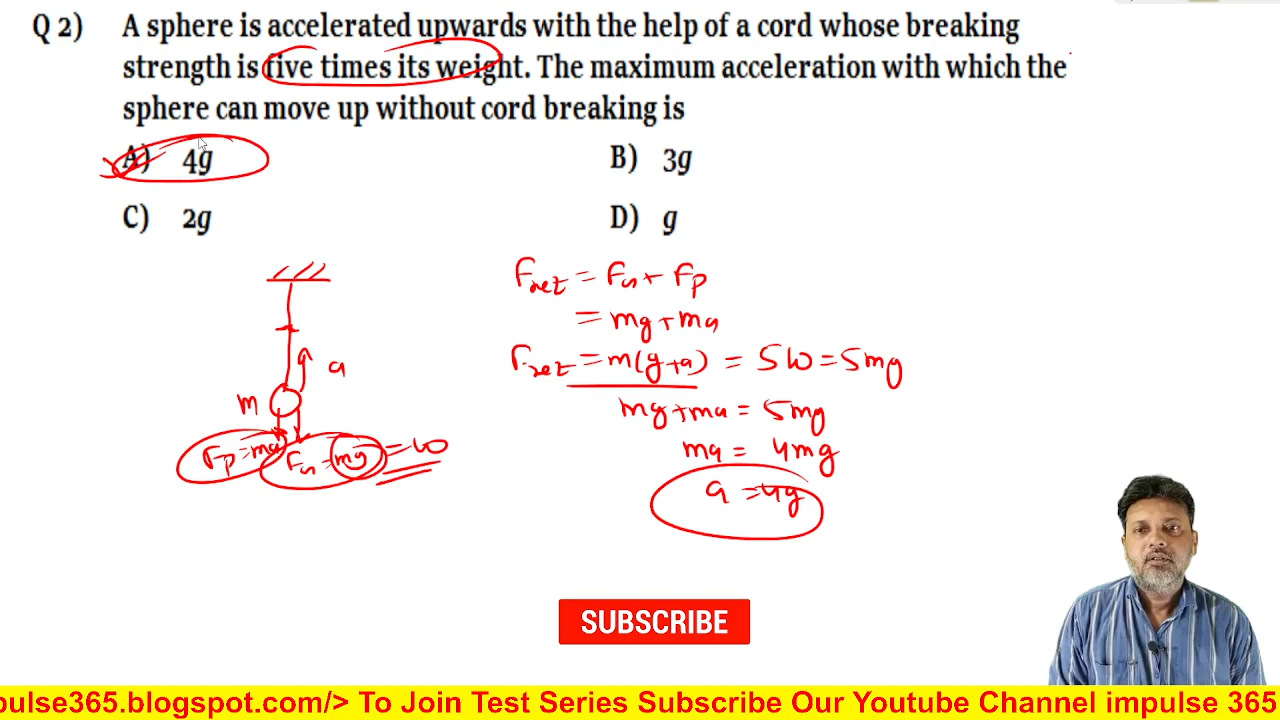 Q 2) A sphere is accelerated upwards with the help of a cord whose breaking
strength is five times its weight. The maximum acceleration with which the
sphere can move up without cord breaking is
A) 4g B) 3g
C) 2g D) g
Fnet = Fa + Fp
= mg + ma
Fnet = m(g+a) = 5W = 5mg
mg + ma = 5mg
ma = 4mg
a = 4g
a
m
Fp = ma
Fa = mg = W
SUBSCRIBE
pulse365.blogspot.com/> To Join Test Series Subscribe Our Youtube Channel impulse 365